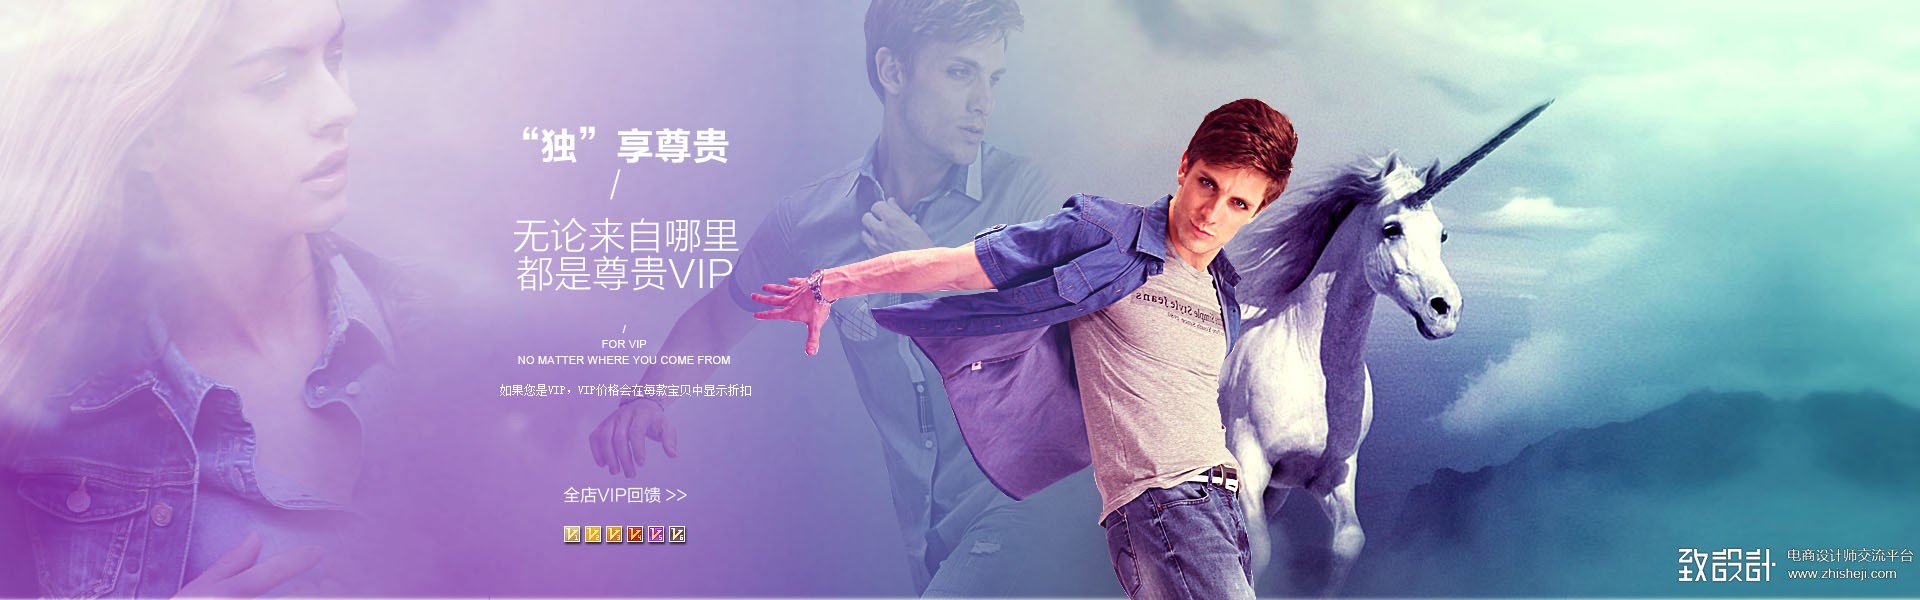 “独”享尊贵
/
无论来自哪里
都是尊贵VIP
/
FOR VIP
NO MATTER WHERE YOU COME FROM
如果您是VIP，VIP价格会在每款宝贝中显示折扣
全店VIP回馈 >>
致設計
电商设计师交流平台
www.zhisheji.com